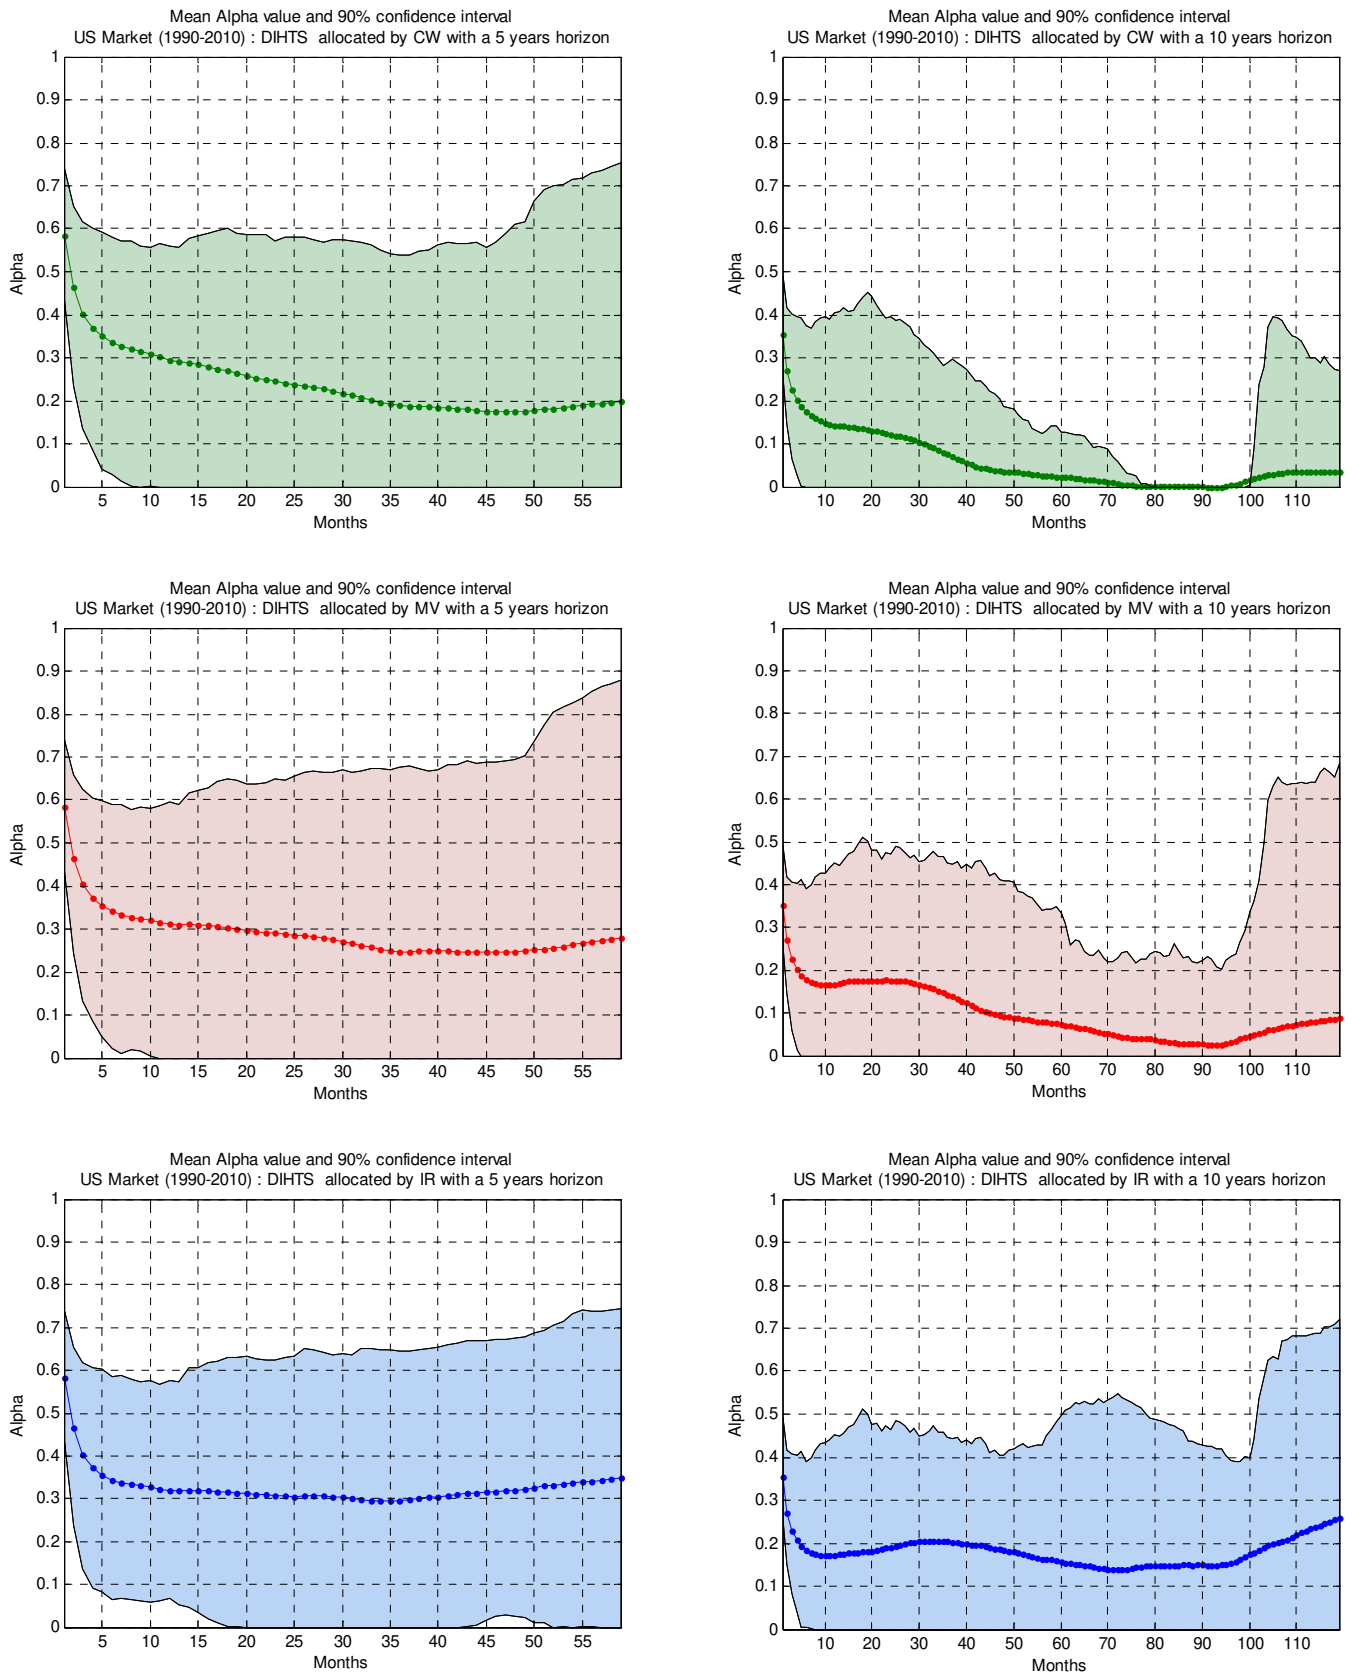 Mean Alpha value and 90% confidence interval
US Market (1990-2010) : DIHTS allocated by CW with a 5 years horizon
1
0.9
0.8
0.7
0.6
0.5
0.4
0.3
0.2
0.1
0
Alpha
5 10 15 20 25 30 35 40 45 50 55
Months
Mean Alpha value and 90% confidence interval
US Market (1990-2010) : DIHTS allocated by CW with a 10 years horizon
1
0.9
0.8
0.7
0.6
0.5
0.4
0.3
0.2
0.1
0
Alpha
10 20 30 40 50 60 70 80 90 100 110
Months
Mean Alpha value and 90% confidence interval
US Market (1990-2010) : DIHTS allocated by MV with a 5 years horizon
1
0.9
0.8
0.7
0.6
0.5
0.4
0.3
0.2
0.1
0
Alpha
5 10 15 20 25 30 35 40 45 50 55
Months
Mean Alpha value and 90% confidence interval
US Market (1990-2010) : DIHTS allocated by MV with a 10 years horizon
1
0.9
0.8
0.7
0.6
0.5
0.4
0.3
0.2
0.1
0
Alpha
10 20 30 40 50 60 70 80 90 100 110
Months
Mean Alpha value and 90% confidence interval
US Market (1990-2010) : DIHTS allocated by IR with a 5 years horizon
1
0.9
0.8
0.7
0.6
0.5
0.4
0.3
0.2
0.1
0
Alpha
5 10 15 20 25 30 35 40 45 50 55
Months
Mean Alpha value and 90% confidence interval
US Market (1990-2010) : DIHTS allocated by IR with a 10 years horizon
1
0.9
0.8
0.7
0.6
0.5
0.4
0.3
0.2
0.1
0
Alpha
10 20 30 40 50 60 70 80 90 100 110
Months